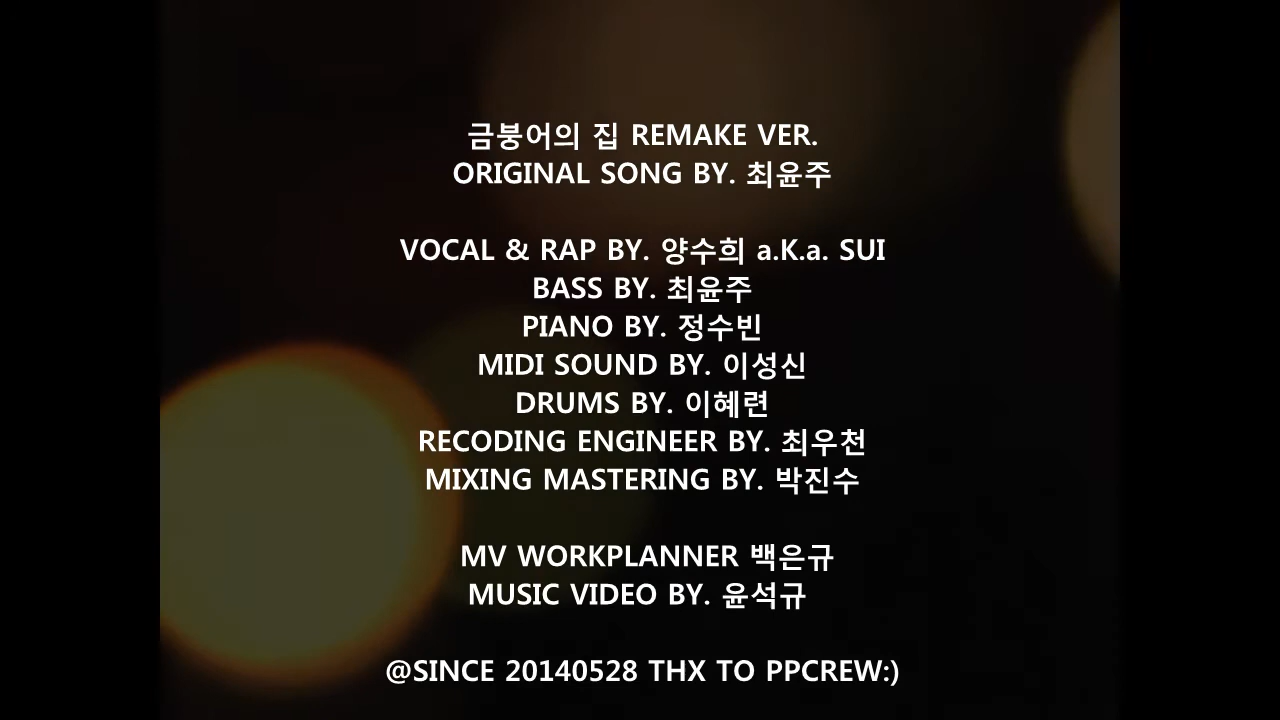 금붕어의 집 REMAKE VER.
ORIGINAL SONG BY. 최윤주
VOCAL & RAP BY. 양수희 a.K.a. SUI
BASS BY. 최윤주
PIANO BY. 정수빈
MIDI SOUND BY. 이성신
DRUMS BY. 이혜련
RECODING ENGINEER BY. 최우천
MIXING MASTERING BY. 박진수
MV WORKPLANNER 백은규
MUSIC VIDEO BY. 윤석규
@SINCE 20140528 THX TO PPCREW:)